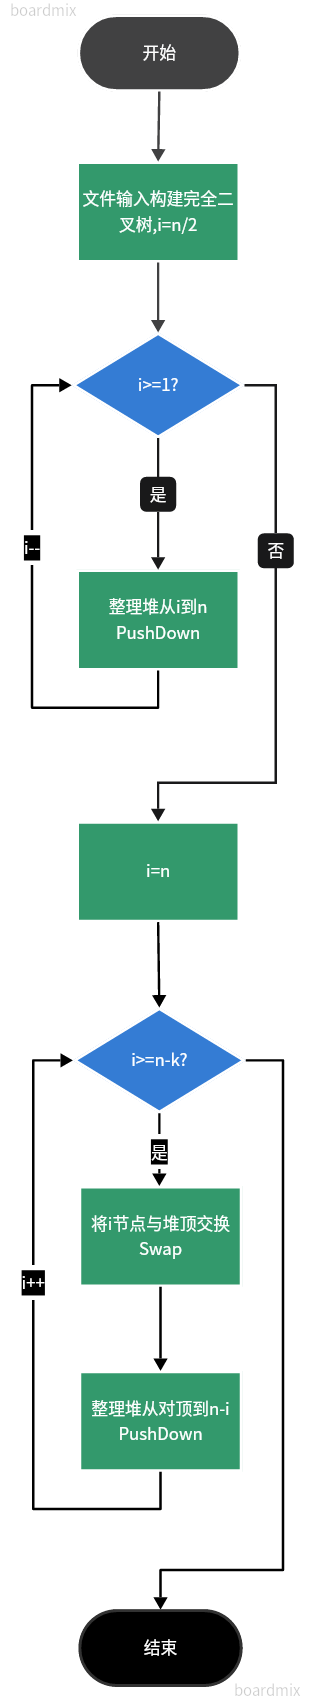 boardmix
开始
文件输入构建完全二
叉树,i=n/2
i>=1?
是
i--
否
整理堆从i到n
PushDown
i=n
i>=n-k?
是
将i节点与堆顶交换
Swap
i++
整理堆从对顶到n-i
PushDown
结束
boardmix